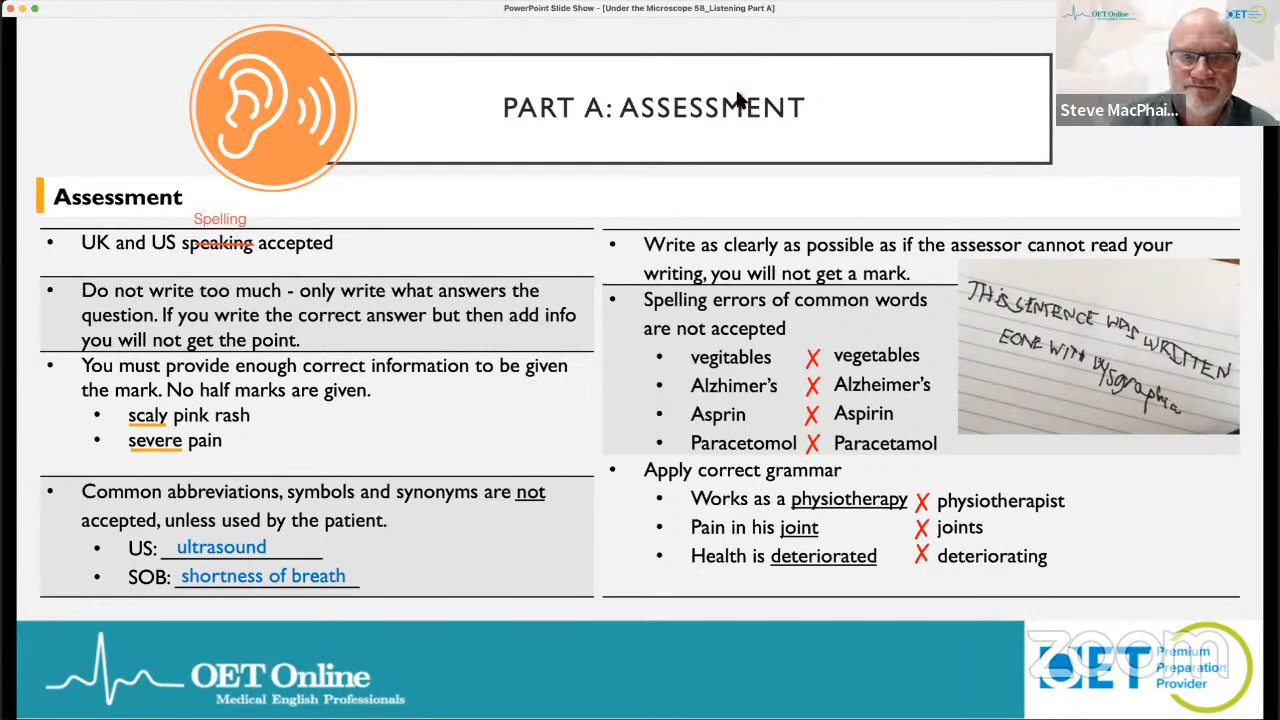 PowerPoint Slide Show - [Under the Microscope 58_Listening Part A]
OET Online
OET
Steve MacPhai...
PART A: ASSESSMENT
Assessment
Spelling
• UK and US speaking accepted
• Do not write too much - only write what answers the
question. If you write the correct answer but then add info
you will not get the point.
• You must provide enough correct information to be given
the mark. No half marks are given.
• scaly pink rash
• severe pain
• Common abbreviations, symbols and synonyms are not
accepted, unless used by the patient.
• US: ultrasound
• SOB: shortness of breath
• Write as clearly as possible as if the assessor cannot read your
writing, you will not get a mark.
• Spelling errors of common words
are not accepted
• vegitables ✗ vegetables
• Alzhimer's ✗ Alzheimer's
• Asprin ✗ Aspirin
• Paracetomol ✗ Paracetamol
THIS SENTENCE WAS WRITTEN
EONE WITH DYSgraphia
• Apply correct grammar
• Works as a physiotherapy ✗ physiotherapist
• Pain in his joint ✗ joints
• Health is deteriorated ✗ deteriorating
OET Online
Medical English Professionals
zoom
OET
Premium
Preparation
Provider